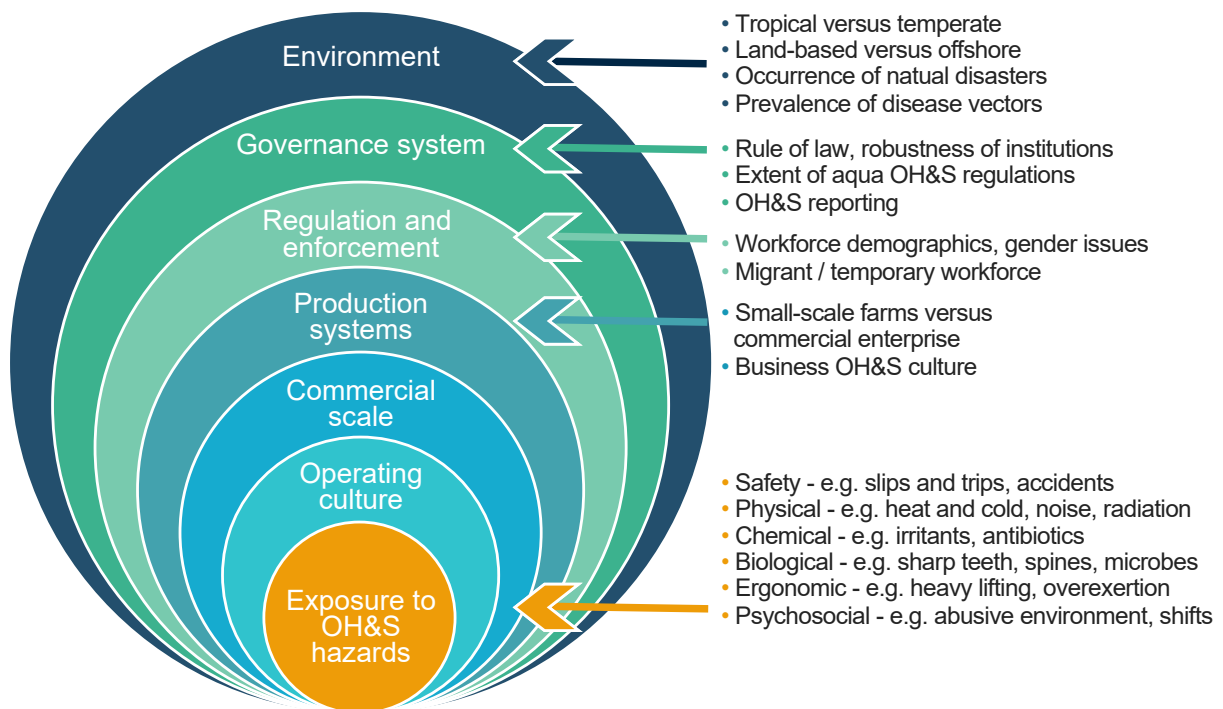 Environment
Governance system
Regulation and
enforcement
Production
systems
Commercial
scale
Operating
culture
Exposure to
OH&S
hazards
• Tropical versus temperate
• Land-based versus offshore
• Occurrence of natual disasters
• Prevalence of disease vectors
• Rule of law, robustness of institutions
• Extent of aqua OH&S regulations
• OH&S reporting
• Workforce demographics, gender issues
• Migrant / temporary workforce
• Small-scale farms versus
commercial enterprise
• Business OH&S culture
• Safety - e.g. slips and trips, accidents
• Physical - e.g. heat and cold, noise, radiation
• Chemical - e.g. irritants, antibiotics
• Biological - e.g. sharp teeth, spines, microbes
• Ergonomic - e.g. heavy lifting, overexertion
• Psychosocial - e.g. abusive environment, shifts